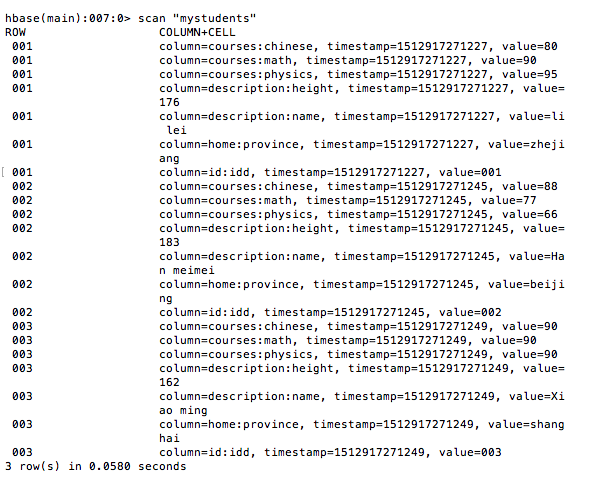 hbase(main):007:0> scan "mystudents"
ROW COLUMN+CELL
001 column=courses:chinese, timestamp=1512917271227, value=80
001 column=courses:math, timestamp=1512917271227, value=90
001 column=courses:physics, timestamp=1512917271227, value=95
001 column=description:height, timestamp=1512917271227, value=
176
001 column=description:name, timestamp=1512917271227, value=li
lei
001 column=home:province, timestamp=1512917271227, value=zheji
ang
[ 001 column=id:idd, timestamp=1512917271227, value=001
002 column=courses:chinese, timestamp=1512917271245, value=88
002 column=courses:math, timestamp=1512917271245, value=77
002 column=courses:physics, timestamp=1512917271245, value=66
002 column=description:height, timestamp=1512917271245, value=
183
002 column=description:name, timestamp=1512917271245, value=Ha
n meimei
002 column=home:province, timestamp=1512917271245, value=beiji
ng
002 column=id:idd, timestamp=1512917271245, value=002
003 column=courses:chinese, timestamp=1512917271249, value=90
003 column=courses:math, timestamp=1512917271249, value=90
003 column=courses:physics, timestamp=1512917271249, value=90
003 column=description:height, timestamp=1512917271249, value=
162
003 column=description:name, timestamp=1512917271249, value=Xi
ao ming
003 column=home:province, timestamp=1512917271249, value=shang
hai
003 column=id:idd, timestamp=1512917271249, value=003
3 row(s) in 0.0580 seconds